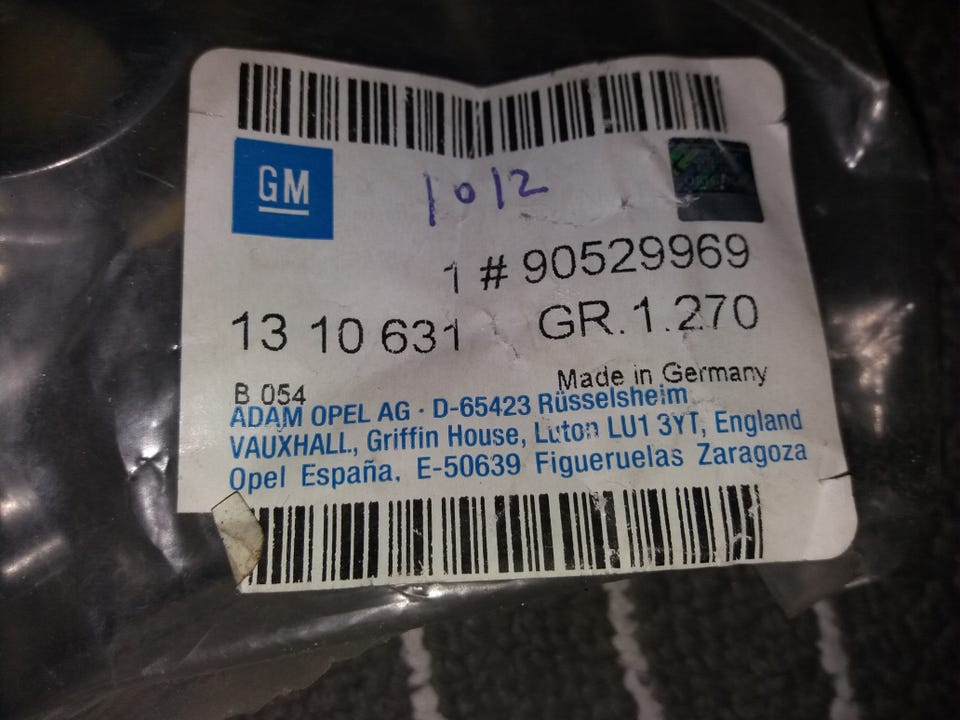 GM
1012
1 # 90529969
13 10 631 GR.1.270
B 054 Made in Germany
ADAM OPEL AG · D-65423 Rüsselsheim
VAUXHALL., Griffin House, Luton LU1 3YT, England
Opel España. E-50639 Figueruelas Zaragoza